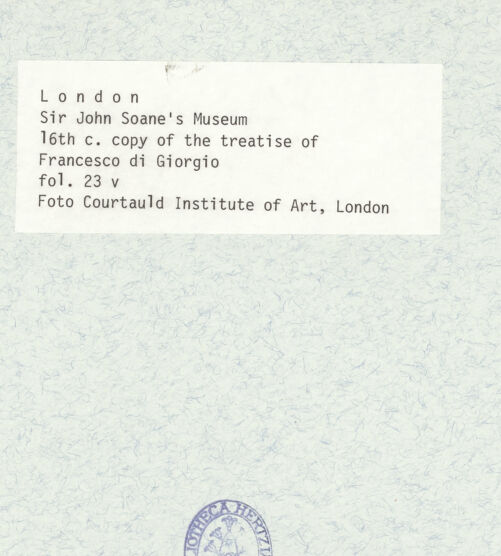 L o n d o n
Sir John Soane's Museum
16th c. copy of the treatise of
Francesco di Giorgio
fol. 23 v
Foto Courtauld Institute of Art, London